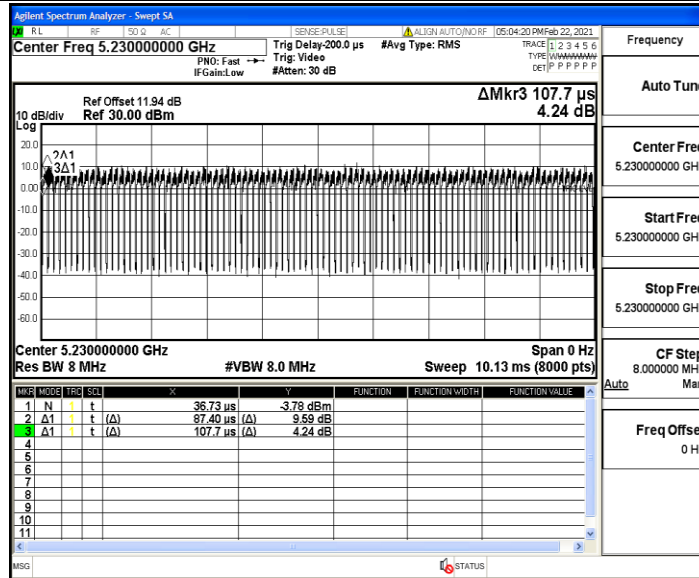 Agilent Spectrum Analyzer - Swept SA
RL RF 50 Ω AC SENSE:PULSE ALIGN AUTO/NO RF 05:04:20 PM Feb 22, 2021
Center Freq 5.230000000 GHz
PNO: Fast
IFGain:Low
Trig Delay-200.0 µs
Trig: Video
#Atten: 30 dB
#Avg Type: RMS
TRACE 1 2 3 4 5 6
TYPE WWWWWW
DET P P P P P P
ΔMkr3 107.7 µs
4.24 dB
Ref Offset 11.94 dB
10 dB/div Ref 30.00 dBm
Log
20.0
10.0
0.00
-10.0
-20.0
-30.0
-40.0
-50.0
-60.0
2Δ1
3Δ1
Center 5.230000000 GHz Span 0 Hz
Res BW 8 MHz #VBW 8.0 MHz Sweep 10.13 ms (8000 pts)
MKR MODE TRC SCL X Y FUNCTION FUNCTION WIDTH FUNCTION VALUE
1 N 1 t 36.73 µs -3.78 dBm
2 Δ1 1 t (Δ) 87.40 µs (Δ) 9.59 dB
3 Δ1 1 t (Δ) 107.7 µs (Δ) 4.24 dB
4
5
6
7
8
9
10
11
MSG STATUS
Frequency
Auto Tun
Center Fre
5.230000000 GH
Start Fre
5.230000000 GH
Stop Fre
5.230000000 GH
CF Step
8.000000 MH
Auto Ma
Freq Offse
0 H